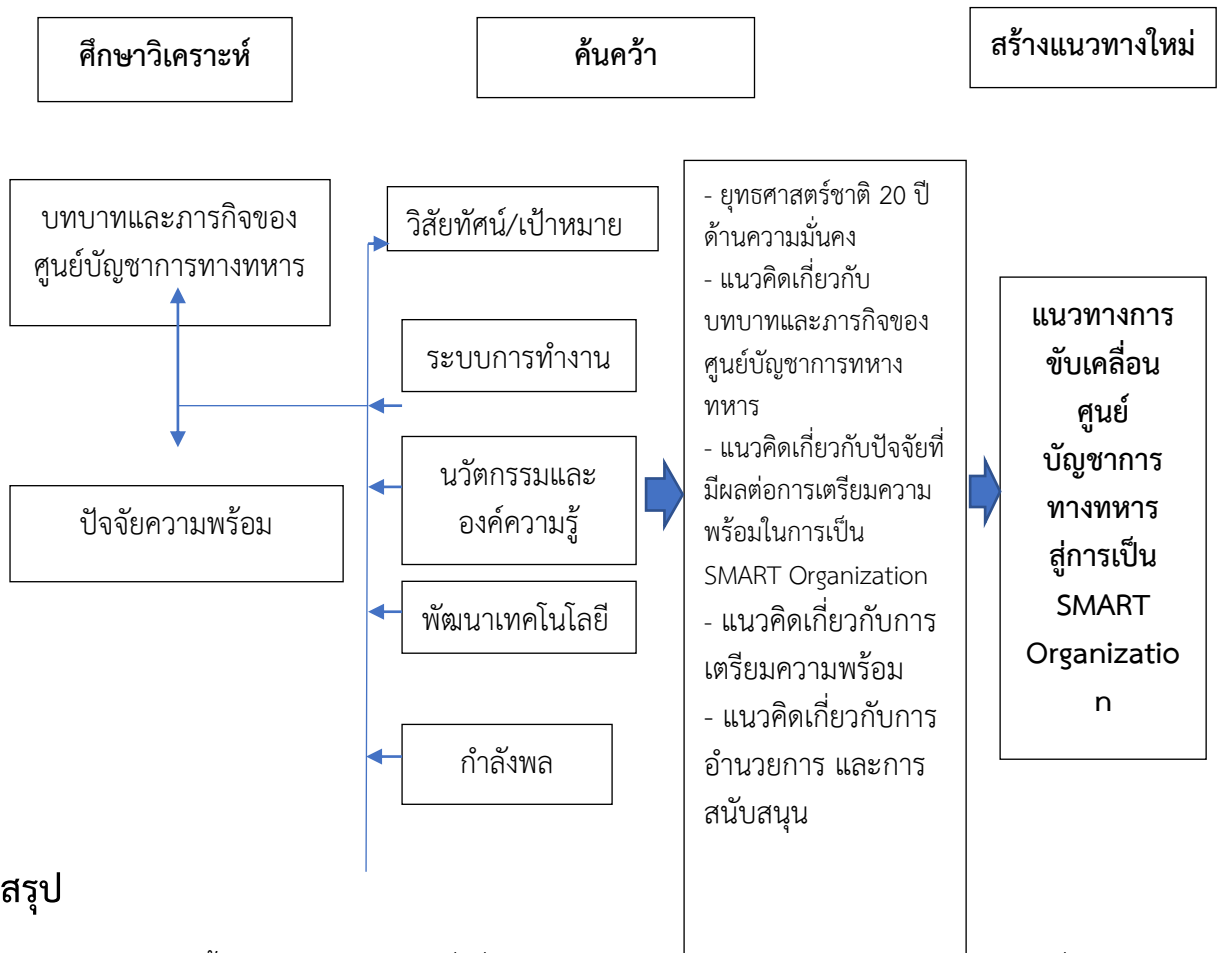 ศึกษาวิเคราะห์
ค้นคว้า
สร้างแนวทางใหม่
บทบาทและภารกิจของ
ศูนย์บัญชาการทางทหาร
ปัจจัยความพร้อม
วิสัยทัศน์/เป้าหมาย
ระบบการทำงาน
นวัตกรรมและ
องค์ความรู้
พัฒนาเทคโนโลยี
กำลังพล
- ยุทธศาสตร์ชาติ 20 ปี
ด้านความมั่นคง
- แนวคิดเกี่ยวกับ
บทบาทและภารกิจของ
ศูนย์บัญชาการทหาง
ทหาร
- แนวคิดเกี่ยวกับปัจจัยที่
มีผลต่อการเตรียมความ
พร้อมในการเป็น
SMART Organization
- แนวคิดเกี่ยวกับการ
เตรียมความพร้อม
- แนวคิดเกี่ยวกับการ
อำนวยการ และการ
สนับสนุน
แนวทางการ
ขับเคลื่อน
ศูนย์
บัญชาการ
ทางทหาร
สู่การเป็น
SMART
Organizatio
n
สรุป